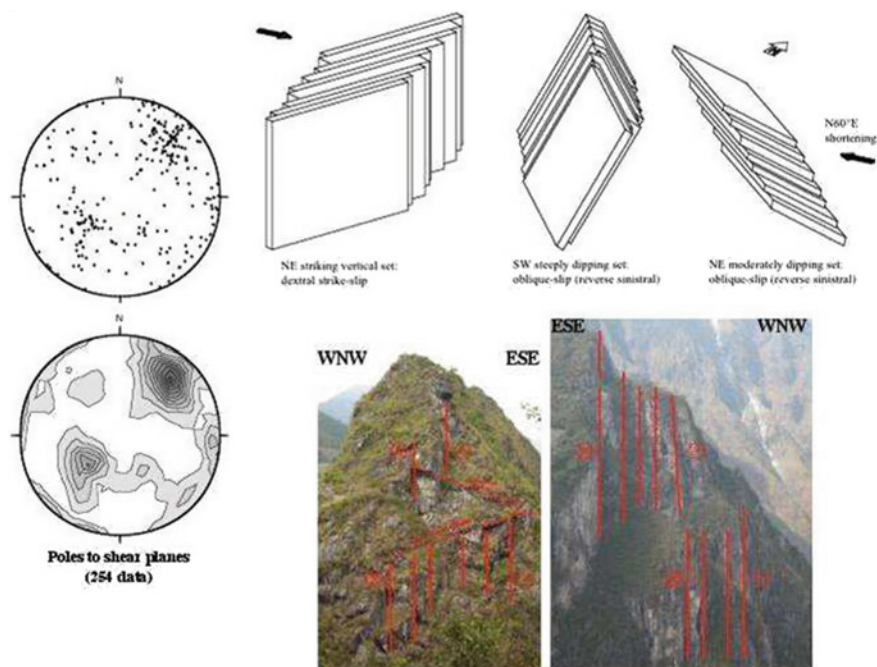 N
N
Poles to shear planes
(254 data)
NE striking vertical set:
dextral strike-slip
SW steeply dipping set:
oblique-slip (reverse sinistral)
NE moderately dipping set:
oblique-slip (reverse sinistral)
N60°E
shortening
WNW
ESE
ESE
WNW